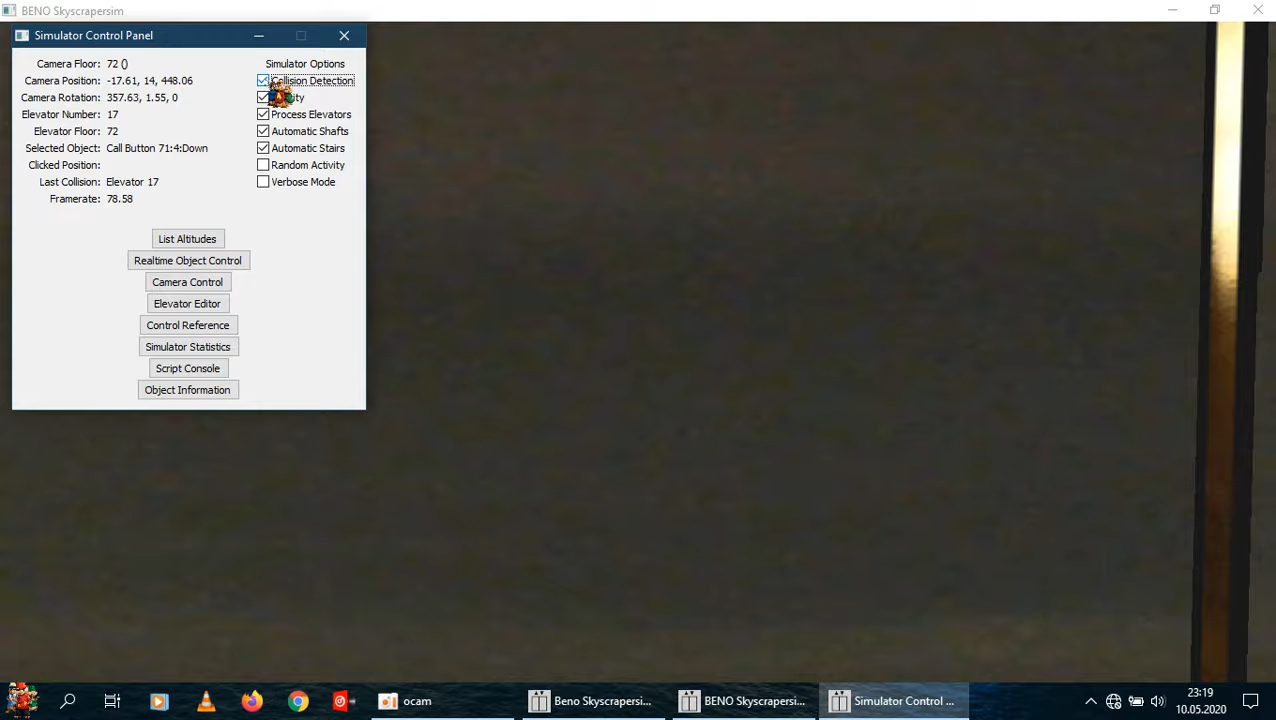 BENO Skyscrapersim
Simulator Control Panel
Camera Floor: 72 ()
Camera Position: -17.61, 14, 448.06
Camera Rotation: 357.63, 1.55, 0
Elevator Number: 17
Elevator Floor: 72
Selected Object: Call Button 71:4:Down
Clicked Position:
Last Collision: Elevator 17
Framerate: 78.58
Simulator Options
Collision Detection
Process Elevators
Automatic Shafts
Automatic Stairs
Random Activity
Verbose Mode
List Altitudes
Realtime Object Control
Camera Control
Elevator Editor
Control Reference
Simulator Statistics
Script Console
Object Information
ocam
Beno Skyscrapersim...
BENO Skyscrapersim...
Simulator Control ...
23:19
10.05.2020